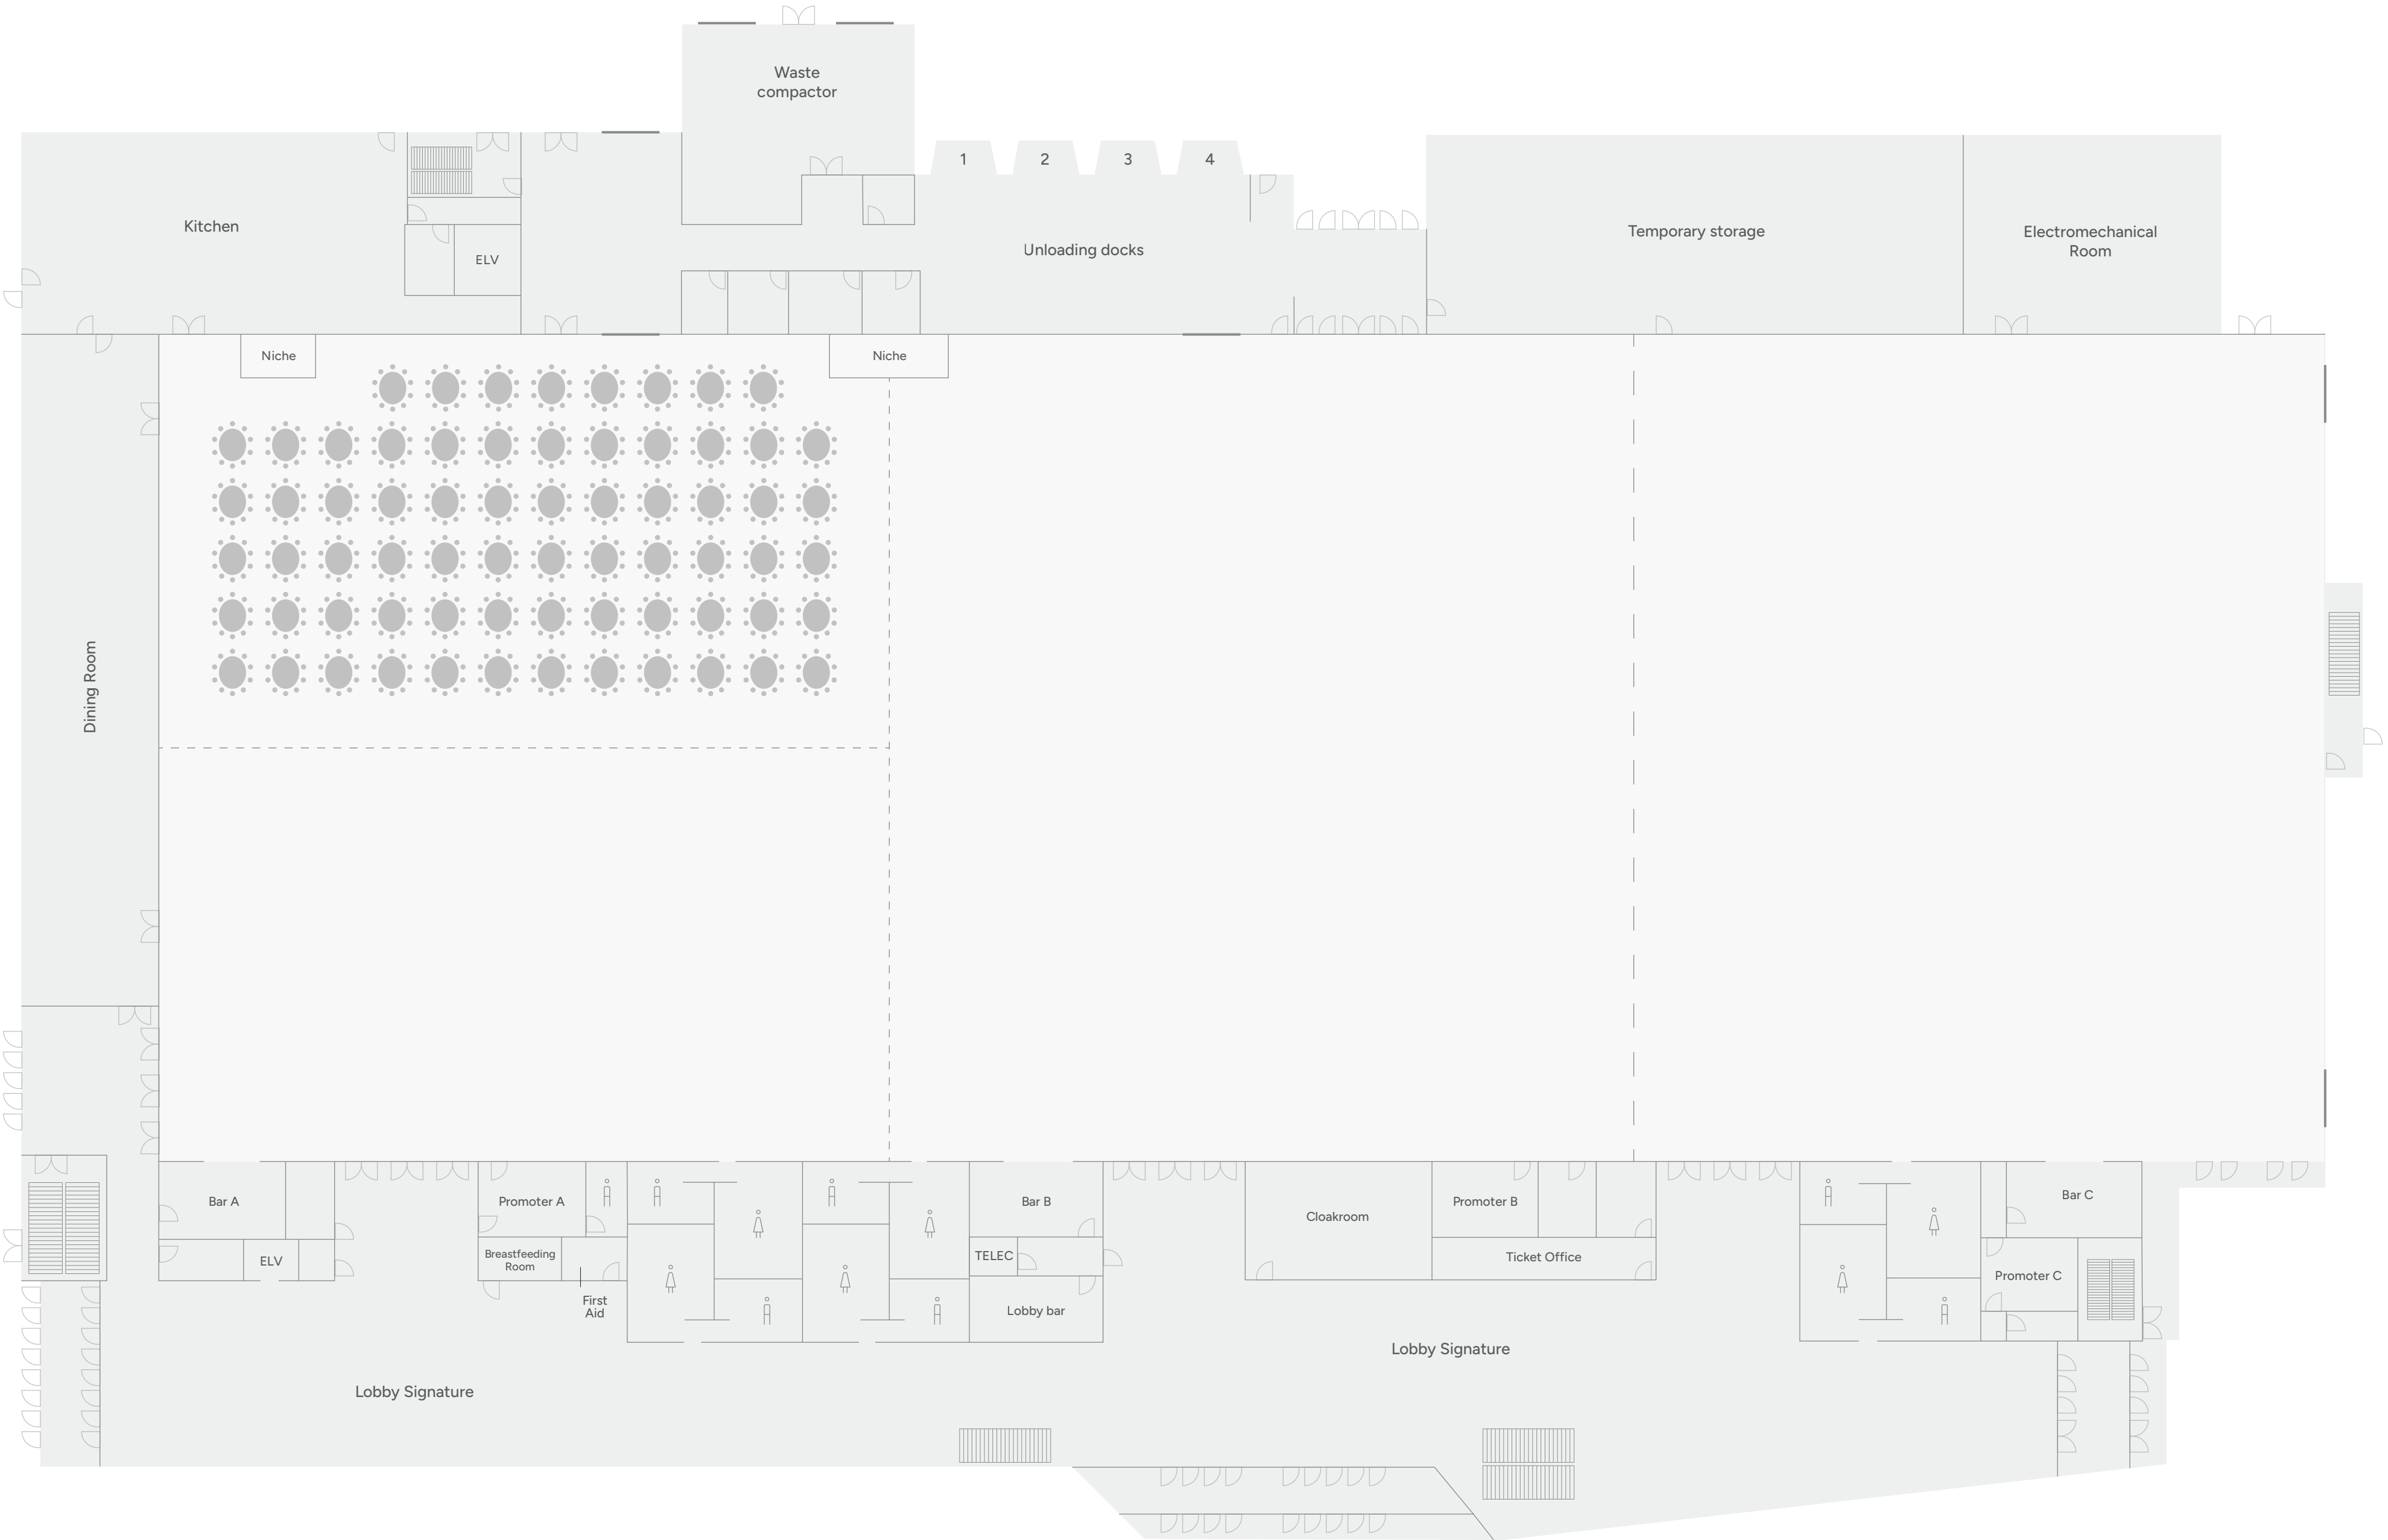 Waste
compactor
1
2
3
4
Kitchen
ELV
Unloading docks
Temporary storage
Electromechanical
Room
Niche
Niche
Dining Room
Bar A
ELV
Promoter A
Breastfeeding
Room
First
Aid
Bar B
TELEC
Lobby bar
Cloakroom
Promoter B
Ticket Office
Bar C
Promoter C
Lobby Signature
Lobby Signature